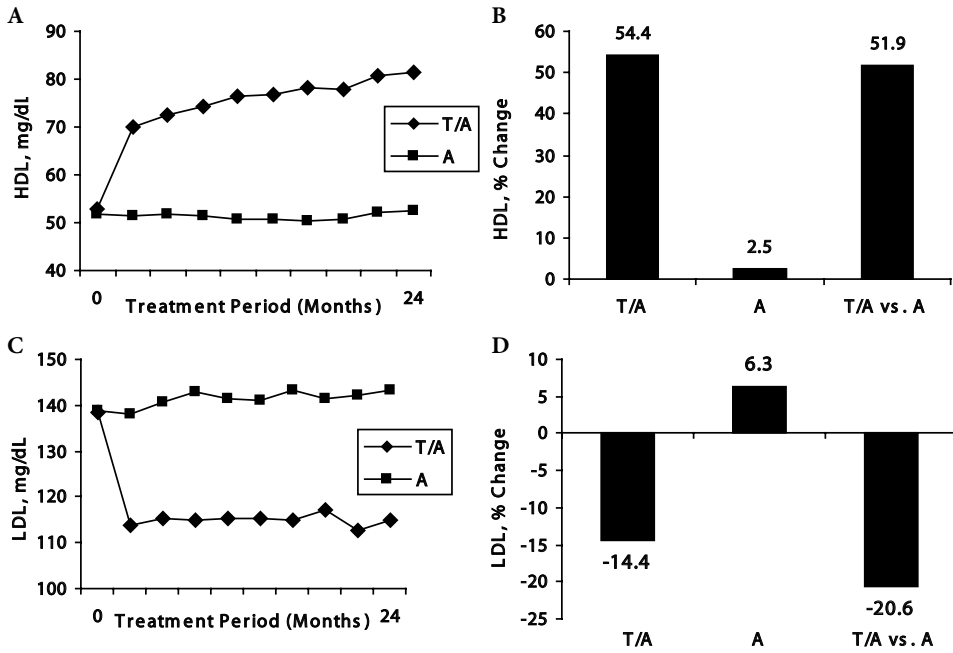 A
HDL, mg/dL
90
80
70
60
50
40
0
Treatment Period (Months)
24
T/A
A
B
HDL, % Change
60
50
40
30
20
10
0
54.4
2.5
51.9
T/A
A
T/A vs. A
C
LDL, mg/dL
150
140
130
120
110
100
0
Treatment Period (Months)
24
T/A
A
D
LDL, % Change
10
5
0
-5
-10
-15
-20
-25
6.3
-14.4
-20.6
T/A
A
T/A vs. A